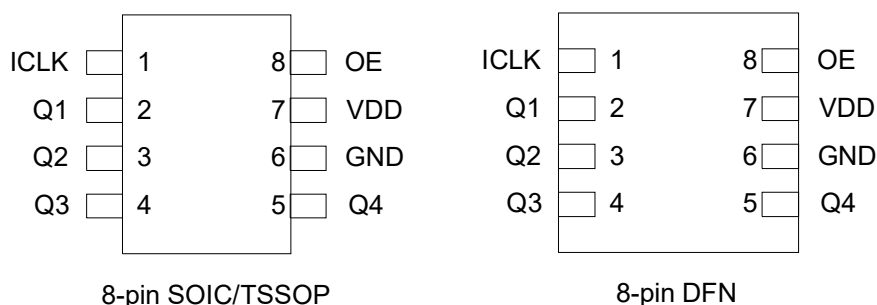 ICLK 1 8 OE
Q1 2 7 VDD
Q2 3 6 GND
Q3 4 5 Q4
8-pin SOIC/TSSOP
ICLK 1 8 OE
Q1 2 7 VDD
Q2 3 6 GND
Q3 4 5 Q4
8-pin DFN